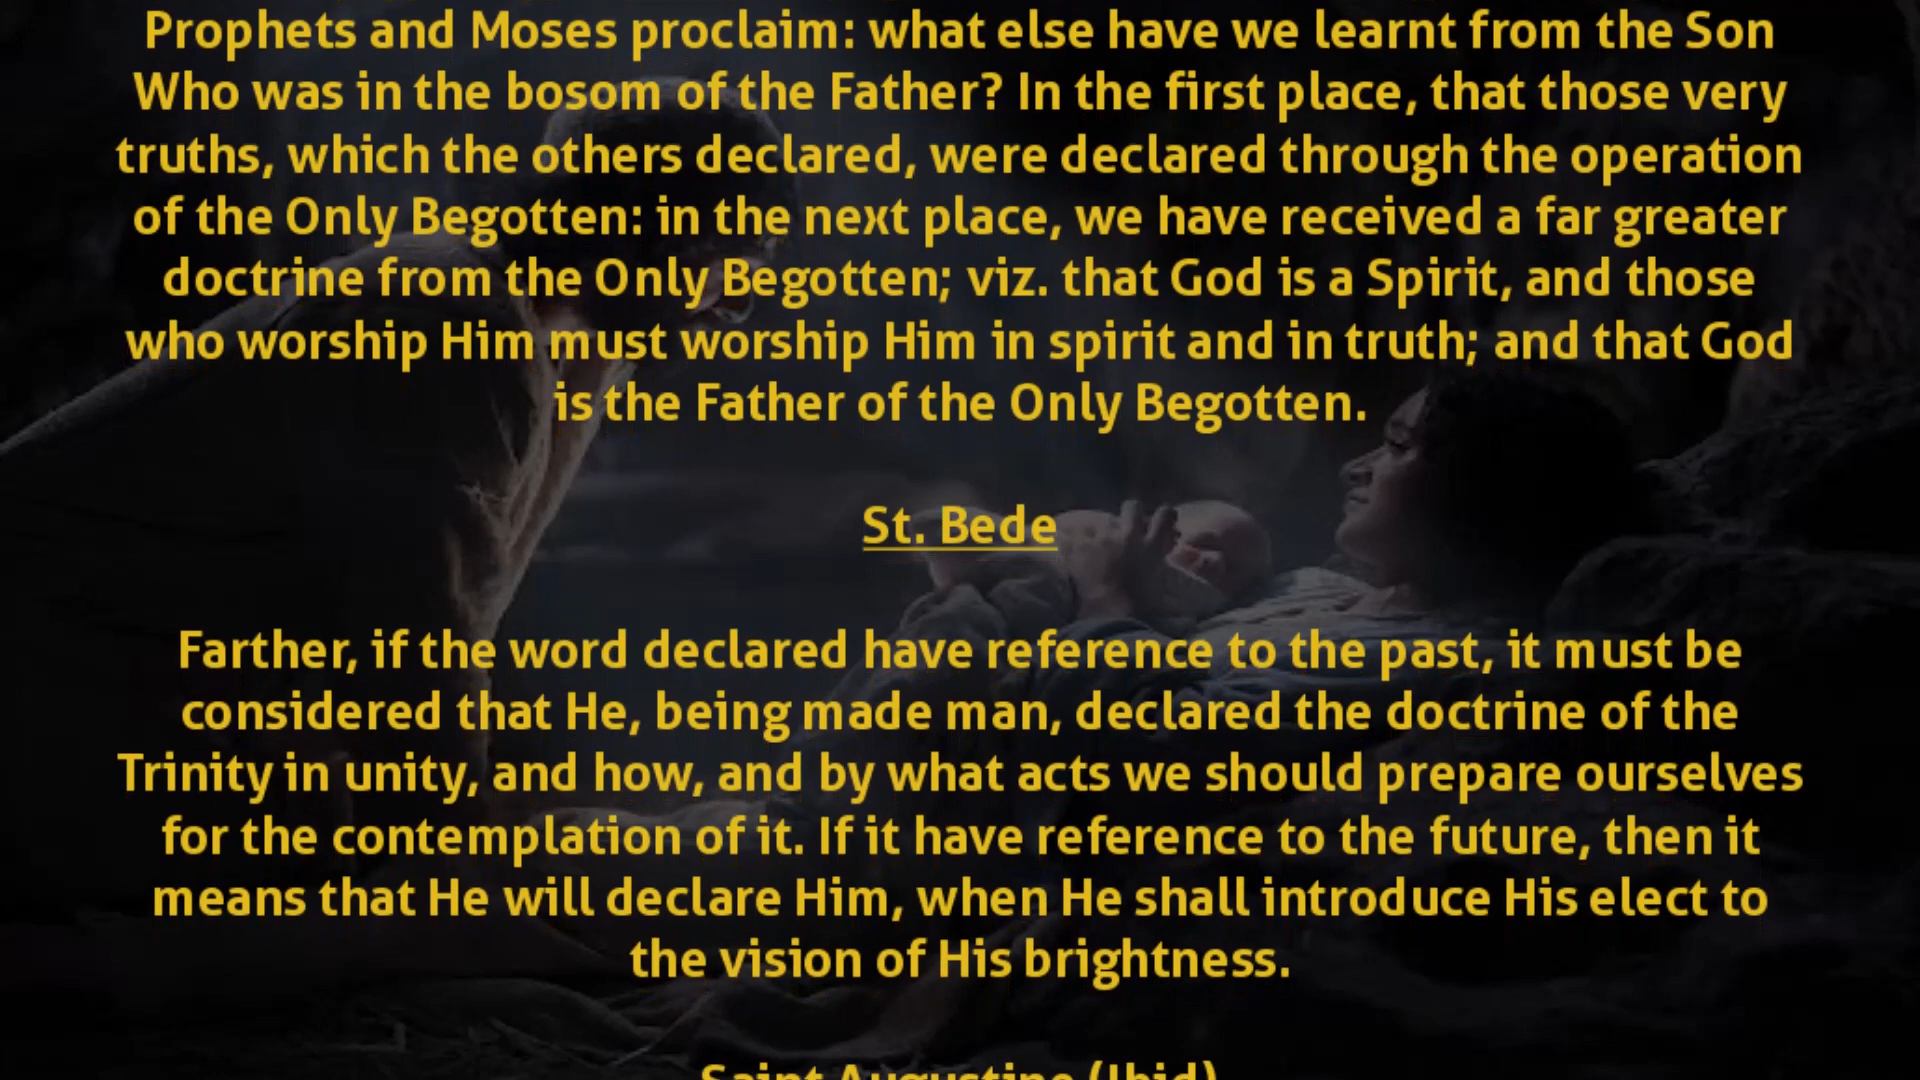 Prophets and Moses proclaim: what else have we learnt from the Son
Who was in the bosom of the Father? In the first place, that those very
truths, which the others declared, were declared through the operation
of the Only Begotten: in the next place, we have received a far greater
doctrine from the Only Begotten; viz. that God is a Spirit, and those
who worship Him must worship Him in spirit and in truth; and that God
is the Father of the Only Begotten.
St. Bede
Farther, if the word declared have reference to the past, it must be
considered that He, being made man, declared the doctrine of the
Trinity in unity, and how, and by what acts we should prepare ourselves
for the contemplation of it. If it have reference to the future, then it
means that He will declare Him, when He shall introduce His elect to
the vision of His brightness.
Saint Augustine (Ibid)